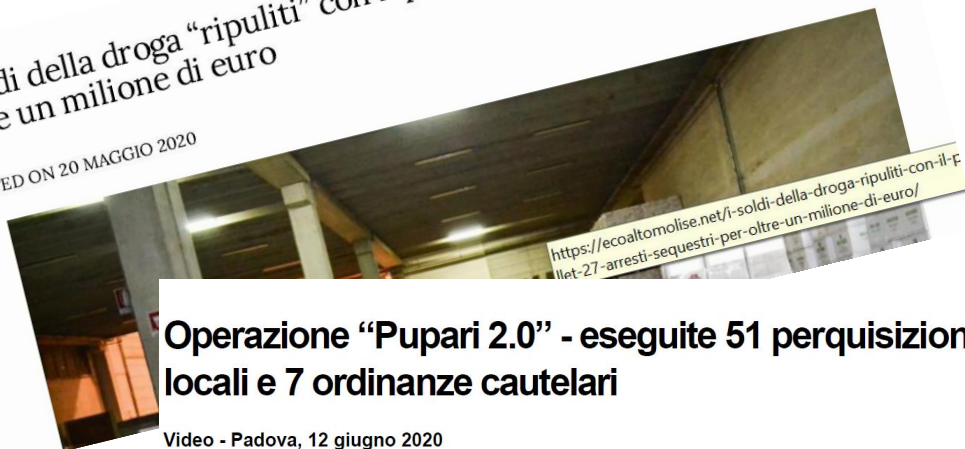 di della droga “ripuliti”
e un milione di euro
ED ON 20 MAGGIO 2020
https://ecoaltomolise.net/i-soldi-della-droga-ripuliti-con-il-p
llet-27-arresti-sequestri-per-oltre-un-milione-di-euro/
Operazione “Pupari 2.0” - eseguite 51 perquisizion
locali e 7 ordinanze cautelari
Video - Padova, 12 giugno 2020